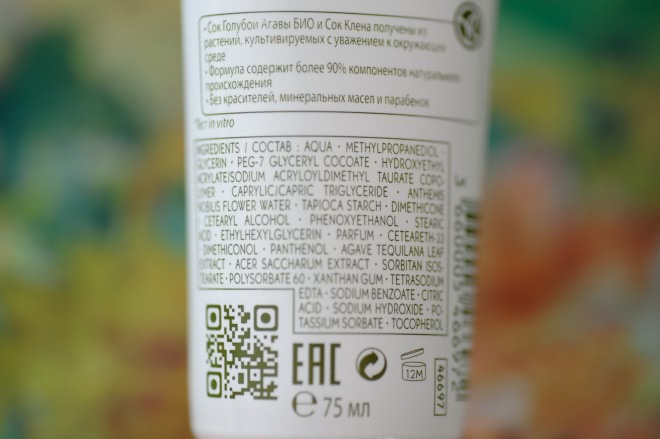 • Сок Голубой Агавы БИО и Сок Клена получены из
растений, культивируемых с уважением к окружающей
среде
• Формула содержит более 90% компонентов натурального
происхождения
• Без красителей, минеральных масел и парабенов
*Тест in vitro
INGREDIENTS / СОСТАВ : AQUA · METHYLPROPANEDIOL ·
GLYCERIN · PEG-7 GLYCERYL COCOATE · HYDROXYETHYL
ACRYLATE/SODIUM ACRYLOYLDIMETHYL TAURATE COPO-
LYMER · CAPRYLIC/CAPRIC TRIGLYCERIDE · ANTHEMIS
NOBILIS FLOWER WATER · TAPIOCA STARCH · DIMETHICONE
· CETEARYL ALCOHOL · PHENOXYETHANOL · STEARIC
ACID · ETHYLHEXYLGLYCERIN · PARFUM · CETEARETH-33
· DIMETHICONOL · PANTHENOL · AGAVE TEQUILANA LEAF
EXTRACT · ACER SACCHARUM EXTRACT · SORBITAN ISOS-
TEARATE · POLYSORBATE 60 · XANTHAN GUM · TETRASODIUM
EDTA · SODIUM BENZOATE · CITRIC
ACID · SODIUM HYDROXIDE · PO-
TASSIUM SORBATE · TOCOPHEROL
EAC
12M
46697
℮ 75 мл